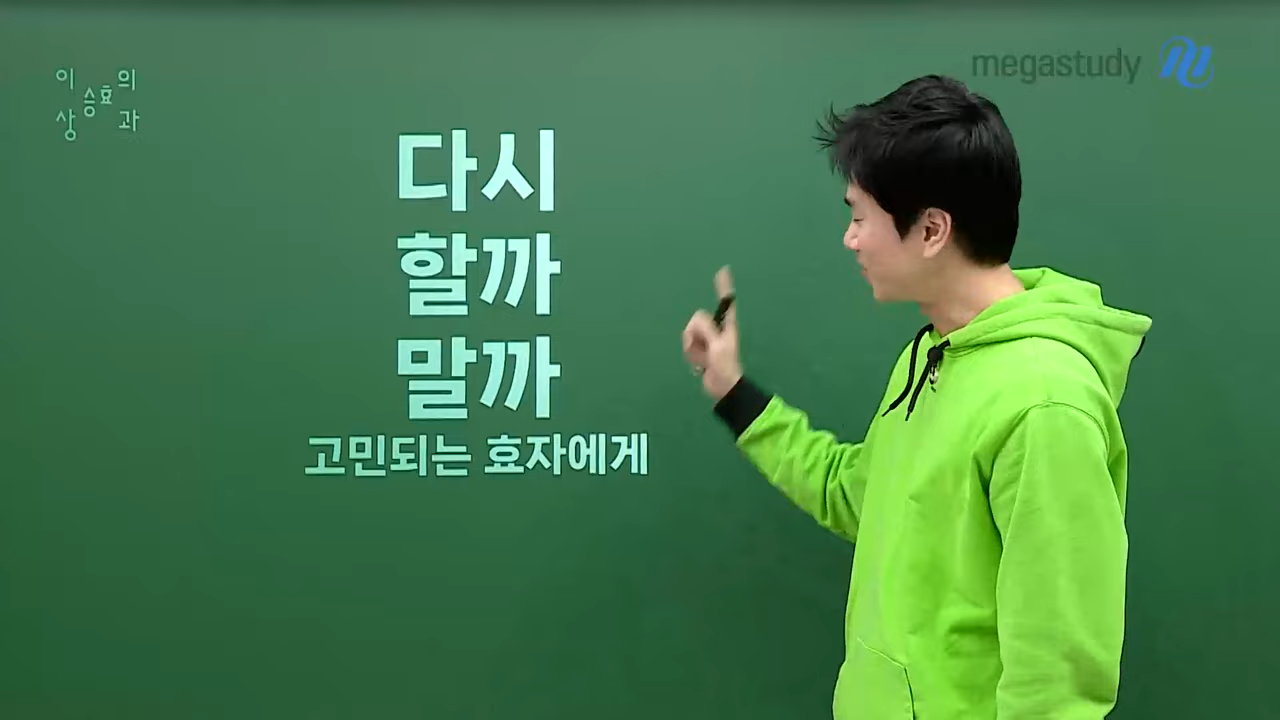 이승효의
상과
megastudy
다시
할까
말까
고민되는 효자에게